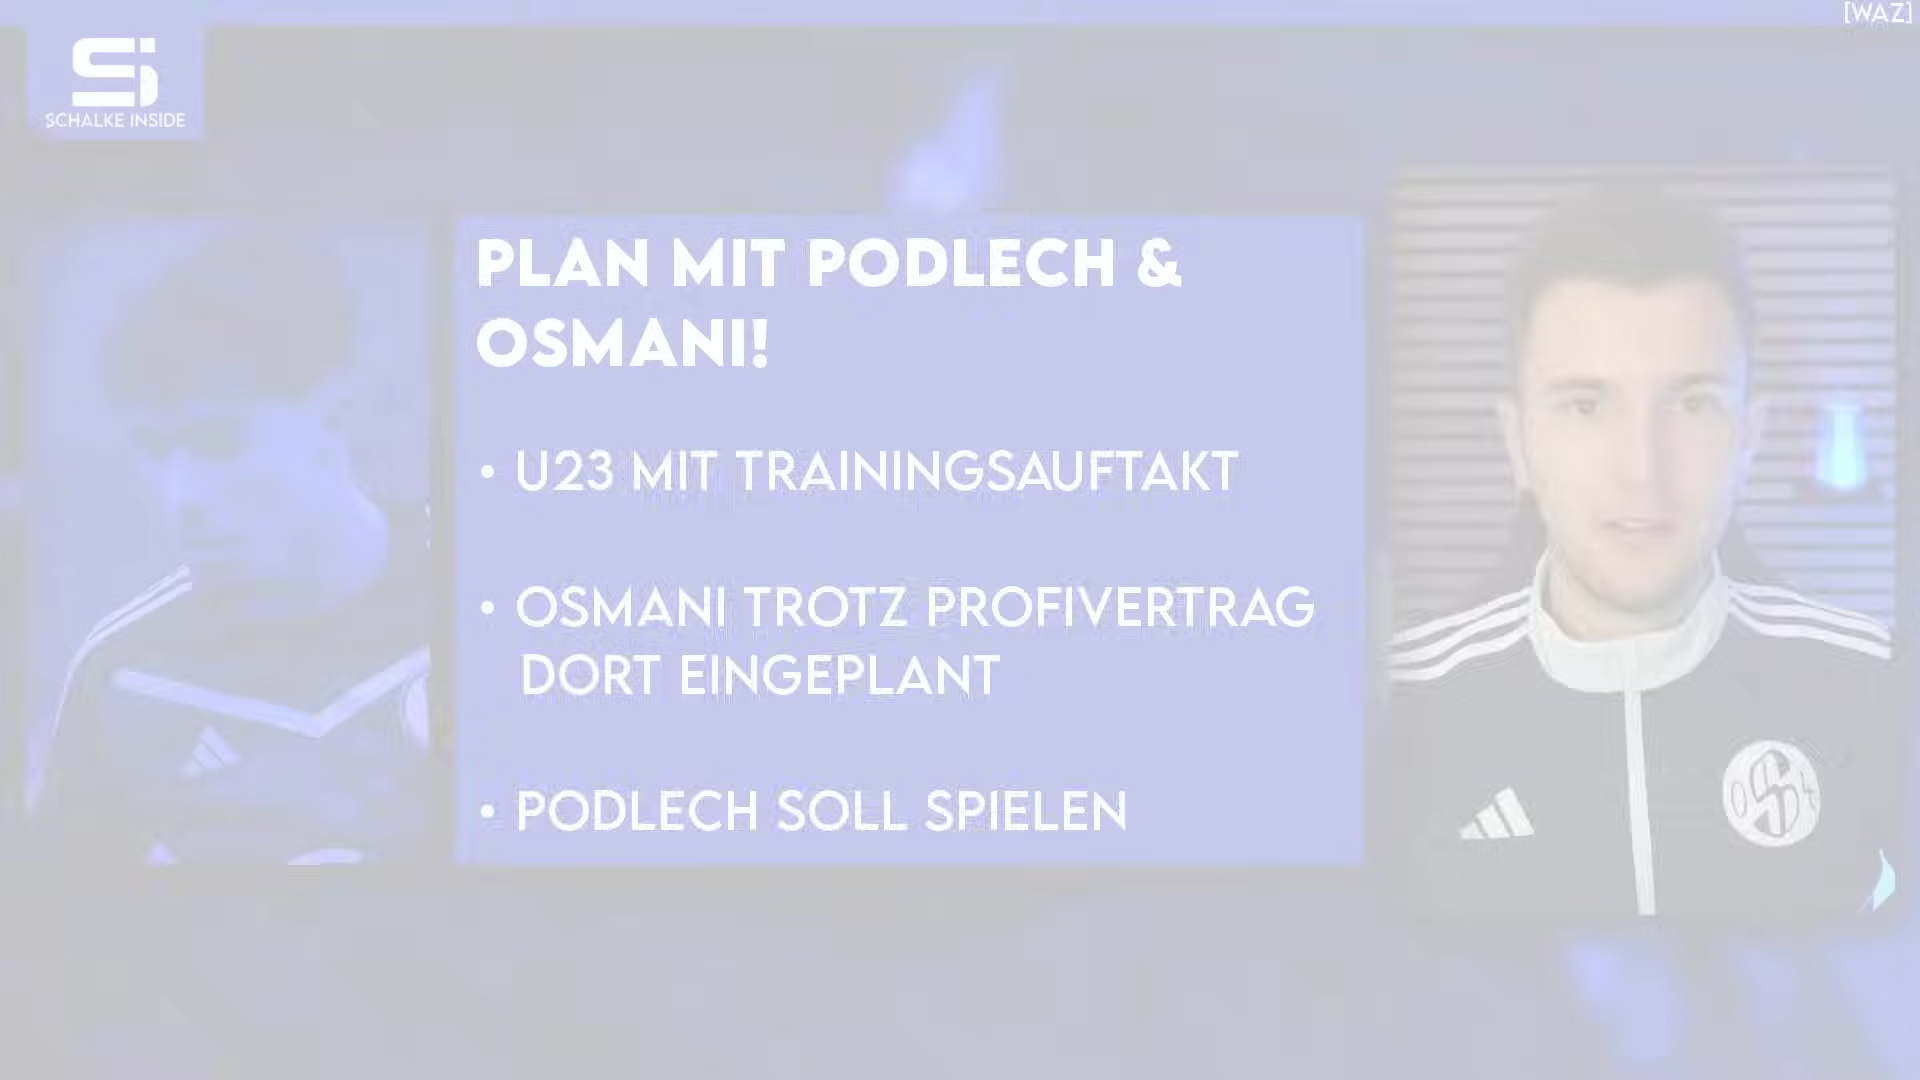 [WAZ]
SCHALKE INSIDE
PLAN MIT PODLECH &
OSMANI!
• U23 MIT TRAININGSAUFTAKT
• OSMANI TROTZ PROFIVERTRAG
DORT EINGEPLANT
• PODLECH SOLL SPIELEN